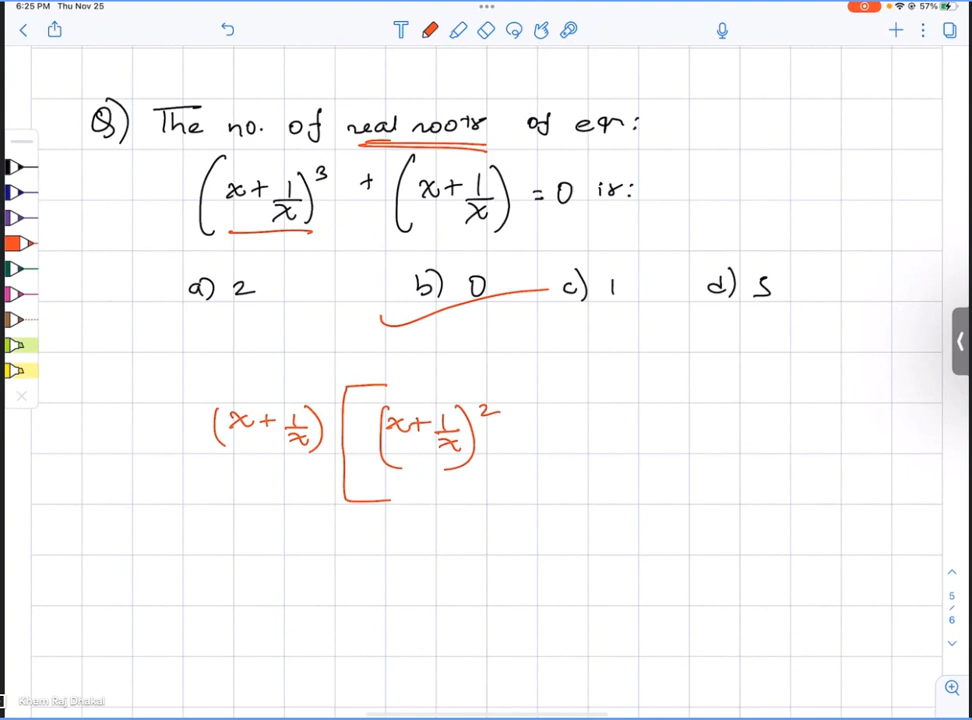 6:25 PM Thu Nov 25
57%
T
Q) The no. of real roots of eqn:
(x + 1/x)³ + (x + 1/x) = 0 is:
a) 2 b) 0 c) 1 d) 5
(x + 1/x) [(x + 1/x)²
5
/
6
Khem Raj Dhakal